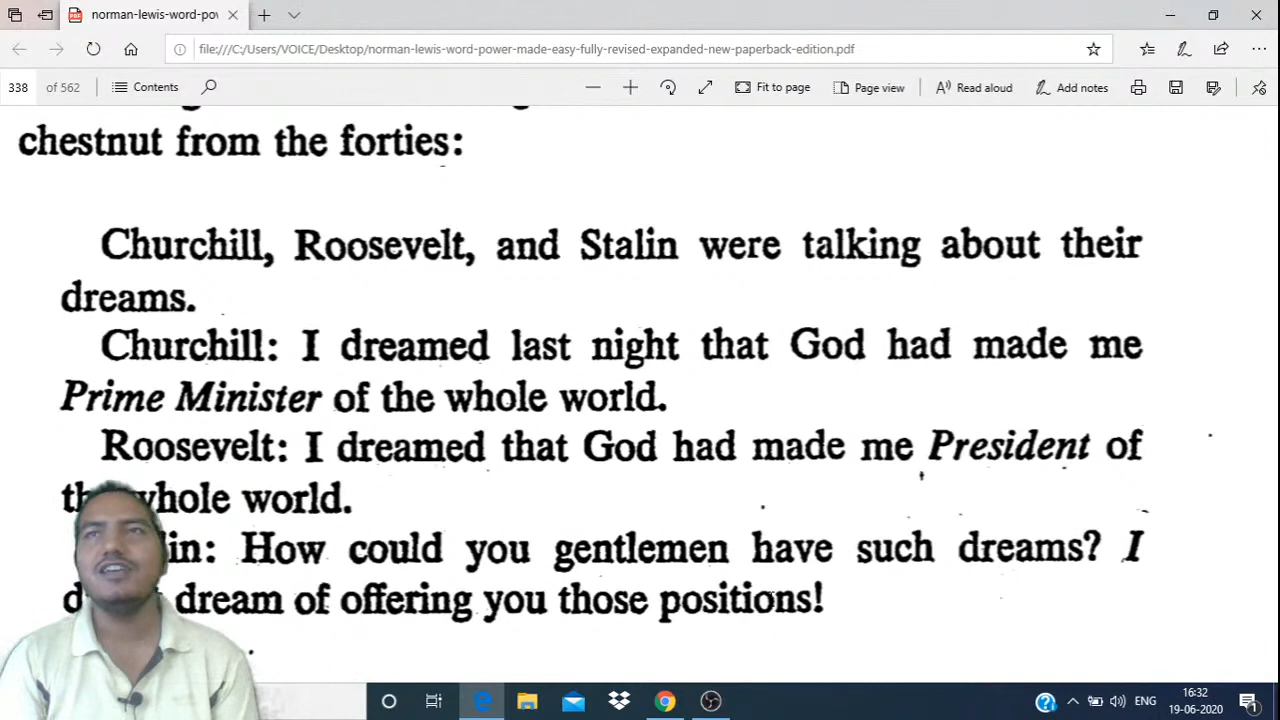 norman-lewis-word-pov
file:///C:/Users/VOICE/Desktop/norman-lewis-word-power-made-easy-fully-revised-expanded-new-paperback-edition.pdf
338 of 562 Contents Fit to page Page view Read aloud Add notes
chestnut from the forties:
Churchill, Roosevelt, and Stalin were talking about their
dreams.
Churchill: I dreamed last night that God had made me
Prime Minister of the whole world.
Roosevelt: I dreamed that God had made me President of
whole world.
in: How could you gentlemen have such dreams? I
dream of offering you those positions!
ENG 16:32
19-06-2020